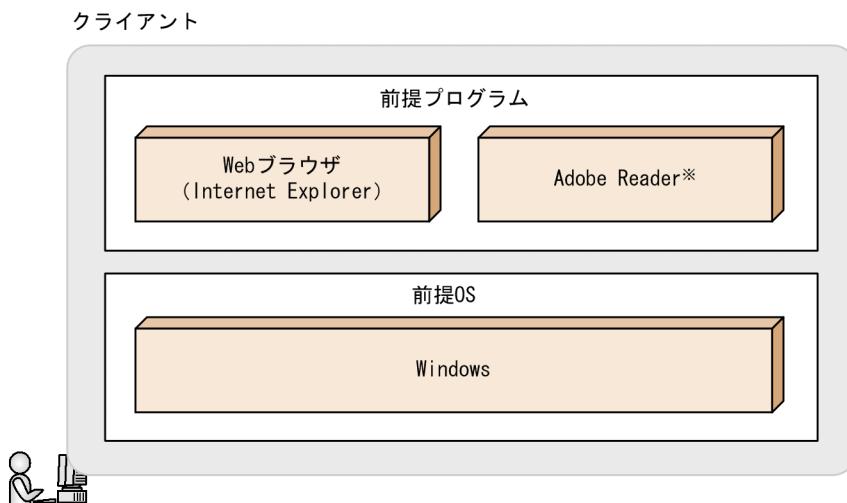 クライアント
前提プログラム
Webブラウザ
(Internet Explorer)
Adobe Reader※
前提OS
Windows